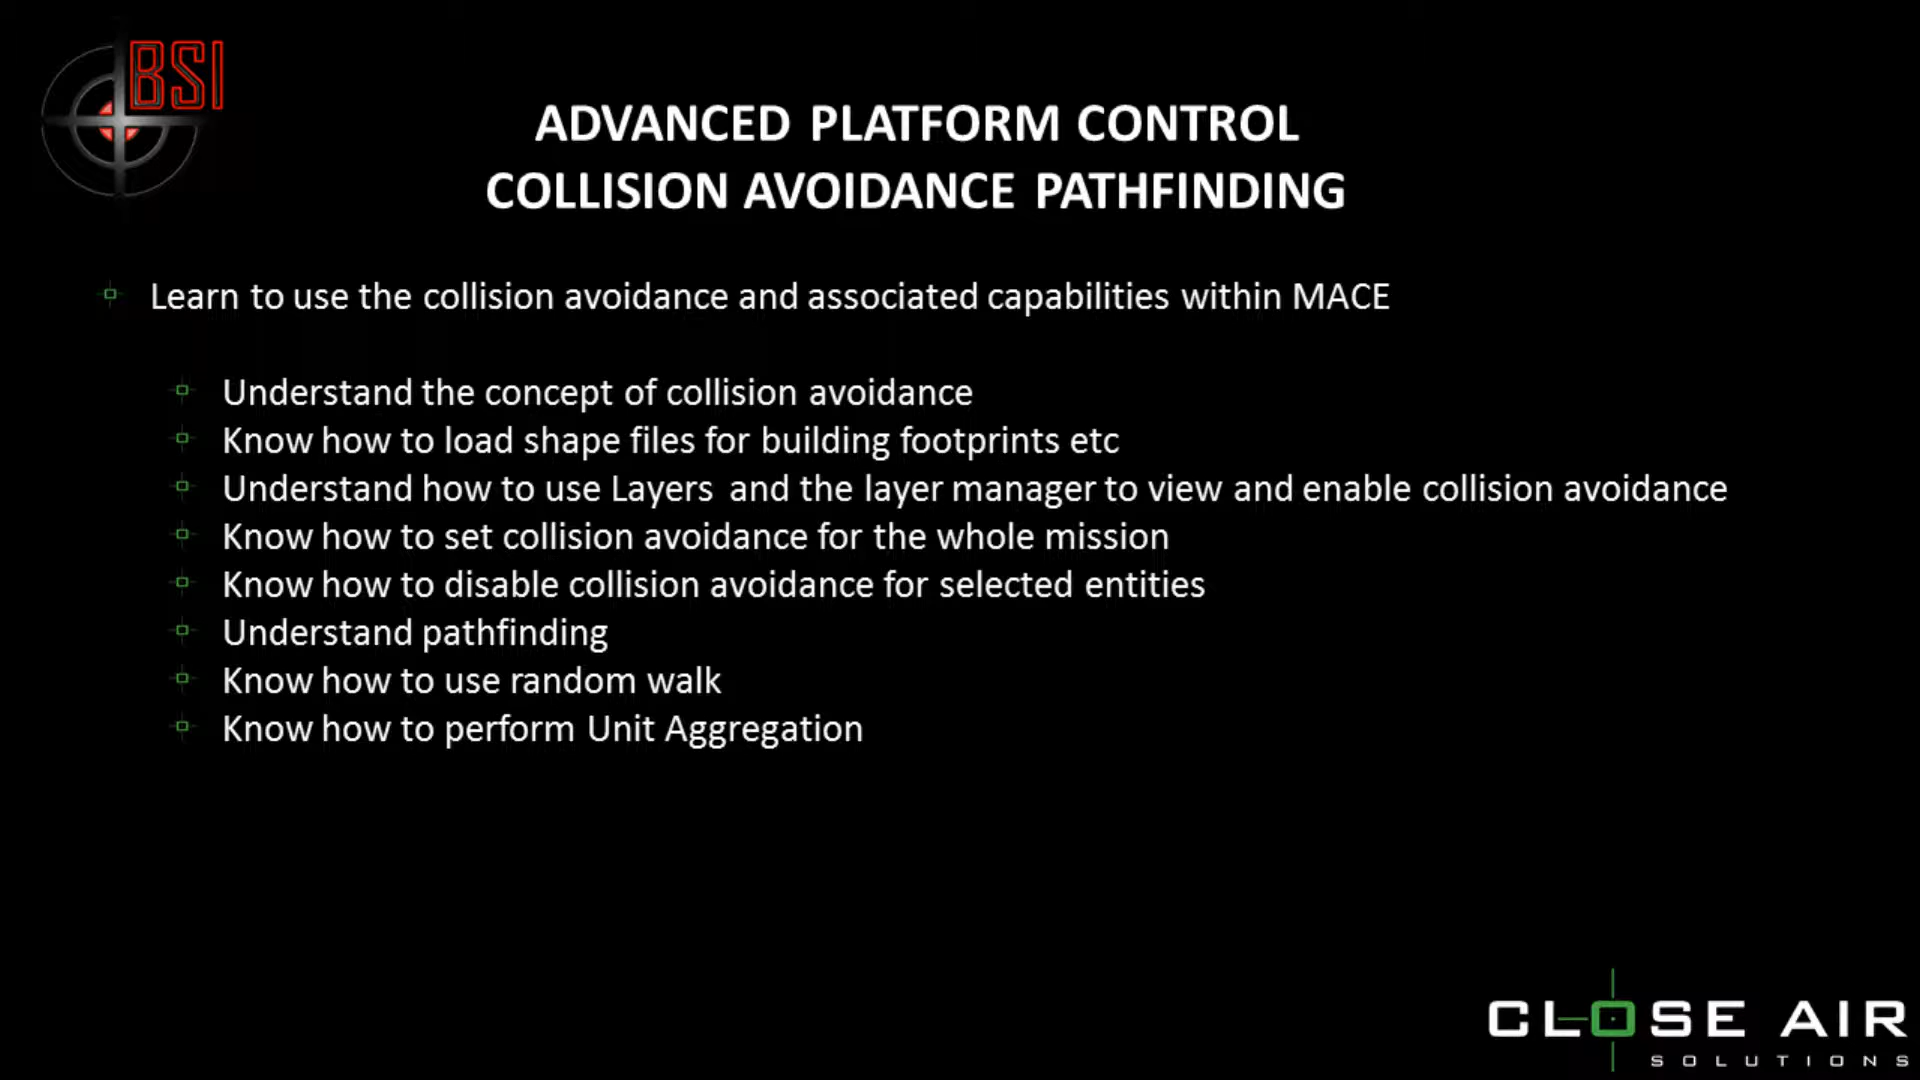 BSI
ADVANCED PLATFORM CONTROL
COLLISION AVOIDANCE PATHFINDING
Learn to use the collision avoidance and associated capabilities within MACE
Understand the concept of collision avoidance
Know how to load shape files for building footprints etc
Understand how to use Layers and the layer manager to view and enable collision avoidance
Know how to set collision avoidance for the whole mission
Know how to disable collision avoidance for selected entities
Understand pathfinding
Know how to use random walk
Know how to perform Unit Aggregation
CLOSE AIR
SOLUTIONS